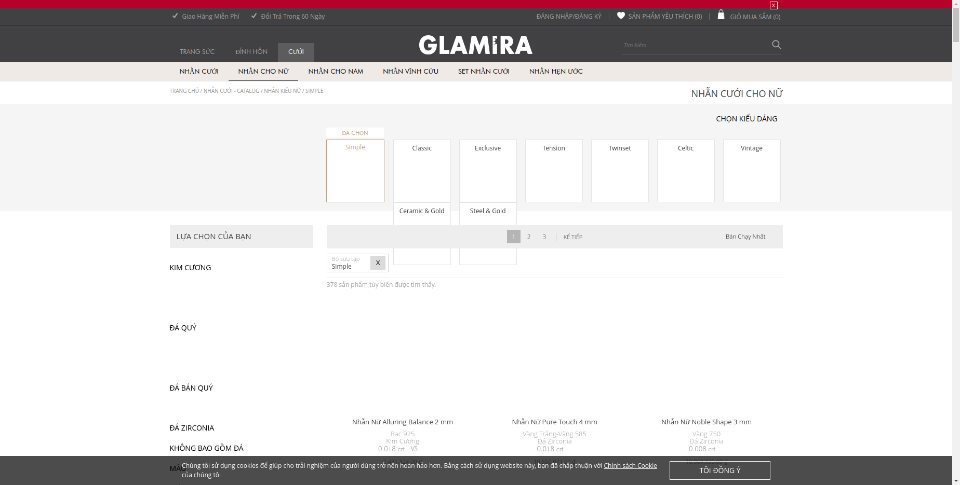 x
Giao Hàng Miễn Phí
Đổi Trả Trong 60 Ngày
ĐĂNG NHẬP/ĐĂNG KÝ
SẢN PHẨM YÊU THÍCH (0)
GIỎ MUA SẮM (0)
TRANG SỨC
ĐÍNH HÔN
CƯỚI
GLAMIRA
Tìm kiếm
NHẪN CƯỚI
NHẪN CHO NỮ
NHẪN CHO NAM
NHẪN VĨNH CỬU
SET NHẪN CƯỚI
NHẪN HẸN ƯỚC
TRANG CHỦ / NHẪN CƯỚI - CATALOG / NHẪN KIỂU NỮ / SIMPLE
NHẪN CƯỚI CHO NỮ
CHỌN KIỂU DÁNG
ĐÃ CHỌN
Simple
Classic
Exclusive
Tension
Twinset
Celtic
Vintage
Ceramic & Gold
Steel & Gold
LỰA CHỌN CỦA BẠN
1
2
3
KẾ TIẾP
Bán Chạy Nhất
Bộ sưu tập
Simple
X
378 sản phẩm tùy biến được tìm thấy.
KIM CƯƠNG
ĐÁ QUÝ
ĐÁ BÁN QUÝ
ĐÁ ZIRCONIA
KHÔNG BAO GỒM ĐÁ
Nhẫn Nữ Alluring Balance 2 mm
Bạc 925
Kim Cương
0.018 crt - VS
Nhẫn Nữ Pure Touch 4 mm
Vàng Trắng-Vàng 585
Đá Zirconia
0.018 crt
Nhẫn Nữ Noble Shape 3 mm
Vàng 750
Đá Zirconia
0.008 crt
Chúng tôi sử dụng cookies để giúp cho trải nghiệm của người dùng trở nên hoàn hảo hơn. Bằng cách sử dụng website này, bạn đã chấp thuận với Chính sách Cookie
của chúng tô
TÔI ĐỒNG Ý